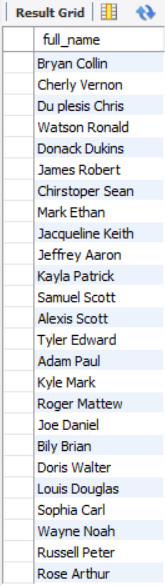 Result Grid
full_name
Bryan Collin
Cherly Vernon
Du plesis Chris
Watson Ronald
Donack Dukins
James Robert
Chirstoper Sean
Mark Ethan
Jacqueline Keith
Jeffrey Aaron
Kayla Patrick
Samuel Scott
Alexis Scott
Tyler Edward
Adam Paul
Kyle Mark
Roger Mattew
Joe Daniel
Bily Brian
Doris Walter
Louis Douglas
Sophia Carl
Wayne Noah
Russell Peter
Rose Arthur